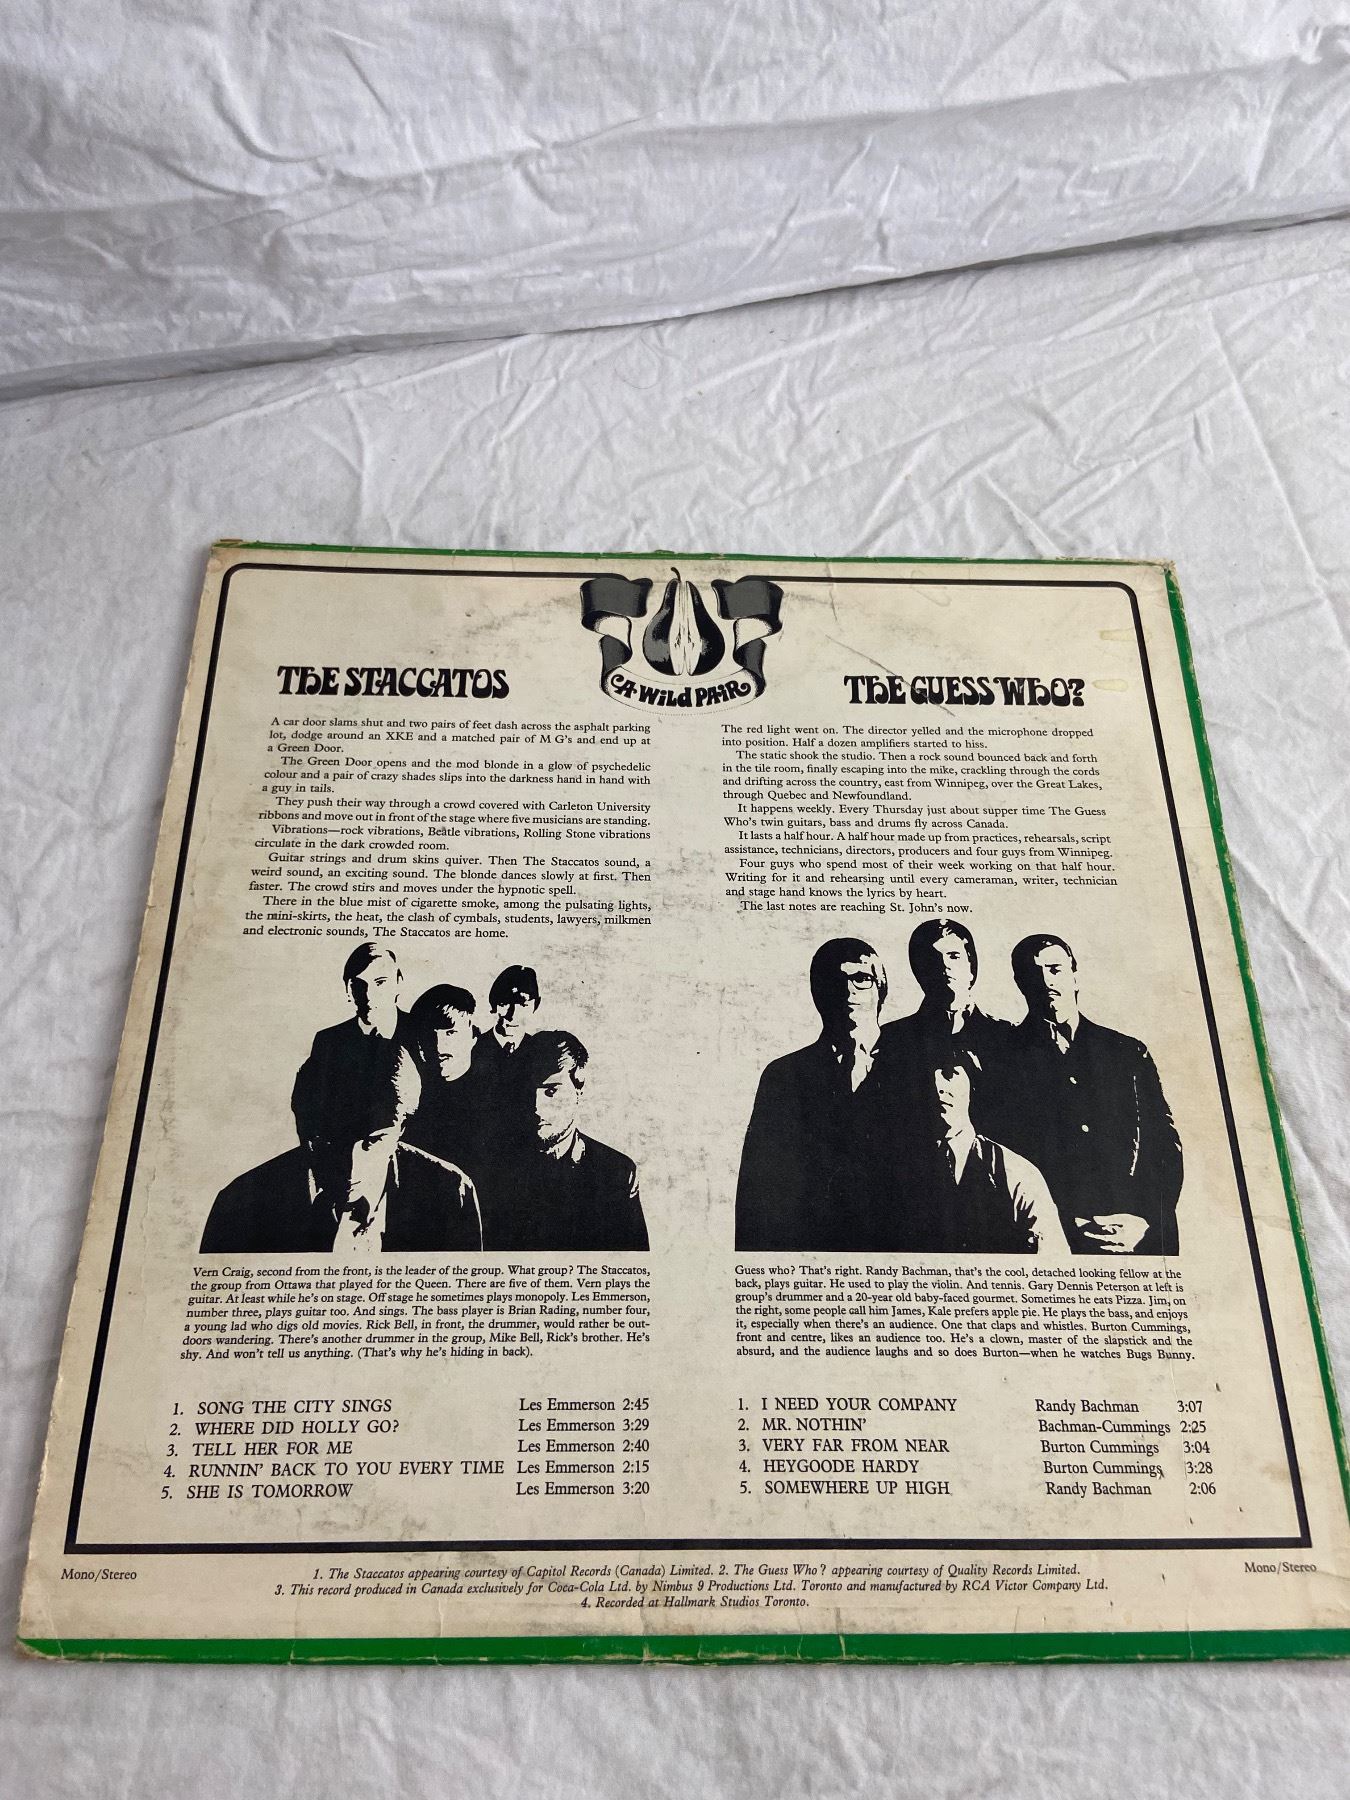 A WILD PAIR
THE STACCATOS
A car door slams shut and two pairs of feet dash across the asphalt parking
lot, dodge around an XKE and a matched pair of M G's and end up at
a Green Door.
The Green Door opens and the mod blonde in a glow of psychedelic
colour and a pair of crazy shades slips into the darkness hand in hand with
a guy in tails.
They push their way through a crowd covered with Carleton University
ribbons and move out in front of the stage where five musicians are standing.
Vibrations—rock vibrations, Beatle vibrations, Rolling Stone vibrations
circulate in the dark crowded room.
Guitar strings and drum skins quiver. Then The Staccatos sound, a
weird sound, an exciting sound. The blonde dances slowly at first. Then
faster. The crowd stirs and moves under the hypnotic spell.
There in the blue mist of cigarette smoke, among the pulsating lights,
the mini-skirts, the heat, the clash of cymbals, students, lawyers, milkmen
and electronic sounds, The Staccatos are home.
Vern Craig, second from the front, is the leader of the group. What group? The Staccatos,
the group from Ottawa that played for the Queen. There are five of them. Vern plays the
guitar. At least while he's on stage. Off stage he sometimes plays monopoly. Les Emmerson,
number three, plays guitar too. And sings. The bass player is Brian Rading, number four,
a young lad who digs old movies. Rick Bell, in front, the drummer, would rather be out-
doors wandering. There's another drummer in the group, Mike Bell, Rick's brother. He's
shy. And won't tell us anything. (That's why he's hiding in back).
1. SONG THE CITY SINGS Les Emmerson 2:45
2. WHERE DID HOLLY GO? Les Emmerson 3:29
3. TELL HER FOR ME Les Emmerson 2:40
4. RUNNIN' BACK TO YOU EVERY TIME Les Emmerson 2:15
5. SHE IS TOMORROW Les Emmerson 3:20
THE GUESS WHO?
The red light went on. The director yelled and the microphone dropped
into position. Half a dozen amplifiers started to hiss.
The static shook the studio. Then a rock sound bounced back and forth
in the tile room, finally escaping into the mike, crackling through the cords
and drifting across the country, east from Winnipeg, over the Great Lakes,
through Quebec and Newfoundland.
It happens weekly. Every Thursday just about supper time The Guess
Who's twin guitars, bass and drums fly across Canada.
It lasts a half hour. A half hour made up from practices, rehearsals, script
assistance, technicians, directors, producers and four guys from Winnipeg.
Four guys who spend most of their week working on that half hour.
Writing for it and rehearsing until every cameraman, writer, technician
and stage hand knows the lyrics by heart.
The last notes are reaching St. John's now.
Guess who? That's right. Randy Bachman, that's the cool, detached looking fellow at the
back, plays guitar. He used to play the violin. And tennis. Gary Dennis Peterson at left is
group's drummer and a 20-year old baby-faced gourmet. Sometimes he eats Pizza. Jim, on
the right, some people call him James, Kale prefers apple pie. He plays the bass, and enjoys
it, especially when there's an audience. One that claps and whistles. Burton Cummings,
front and centre, likes an audience too. He's a clown, master of the slapstick and the
absurd, and the audience laughs and so does Burton—when he watches Bugs Bunny.
1. I NEED YOUR COMPANY Randy Bachman 3:07
2. MR. NOTHIN' Bachman-Cummings 2:25
3. VERY FAR FROM NEAR Burton Cummings 3:04
4. HEYGOODE HARDY Burton Cummings 3:28
5. SOMEWHERE UP HIGH Randy Bachman 2:06
Mono/Stereo
1. The Staccatos appearing courtesy of Capitol Records (Canada) Limited. 2. The Guess Who? appearing courtesy of Quality Records Limited.
3. This record produced in Canada exclusively for Coca-Cola Ltd. by Nimbus 9 Productions Ltd. Toronto and manufactured by RCA Victor Company Ltd.
4. Recorded at Hallmark Studios Toronto.
Mono/Stereo